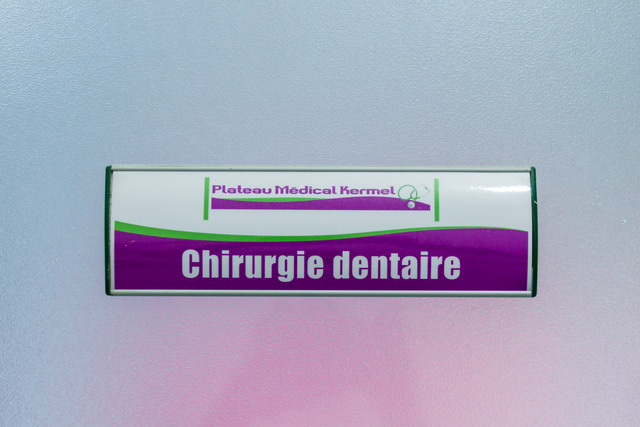 Plateau Médical Kermel
Chirurgie dentaire